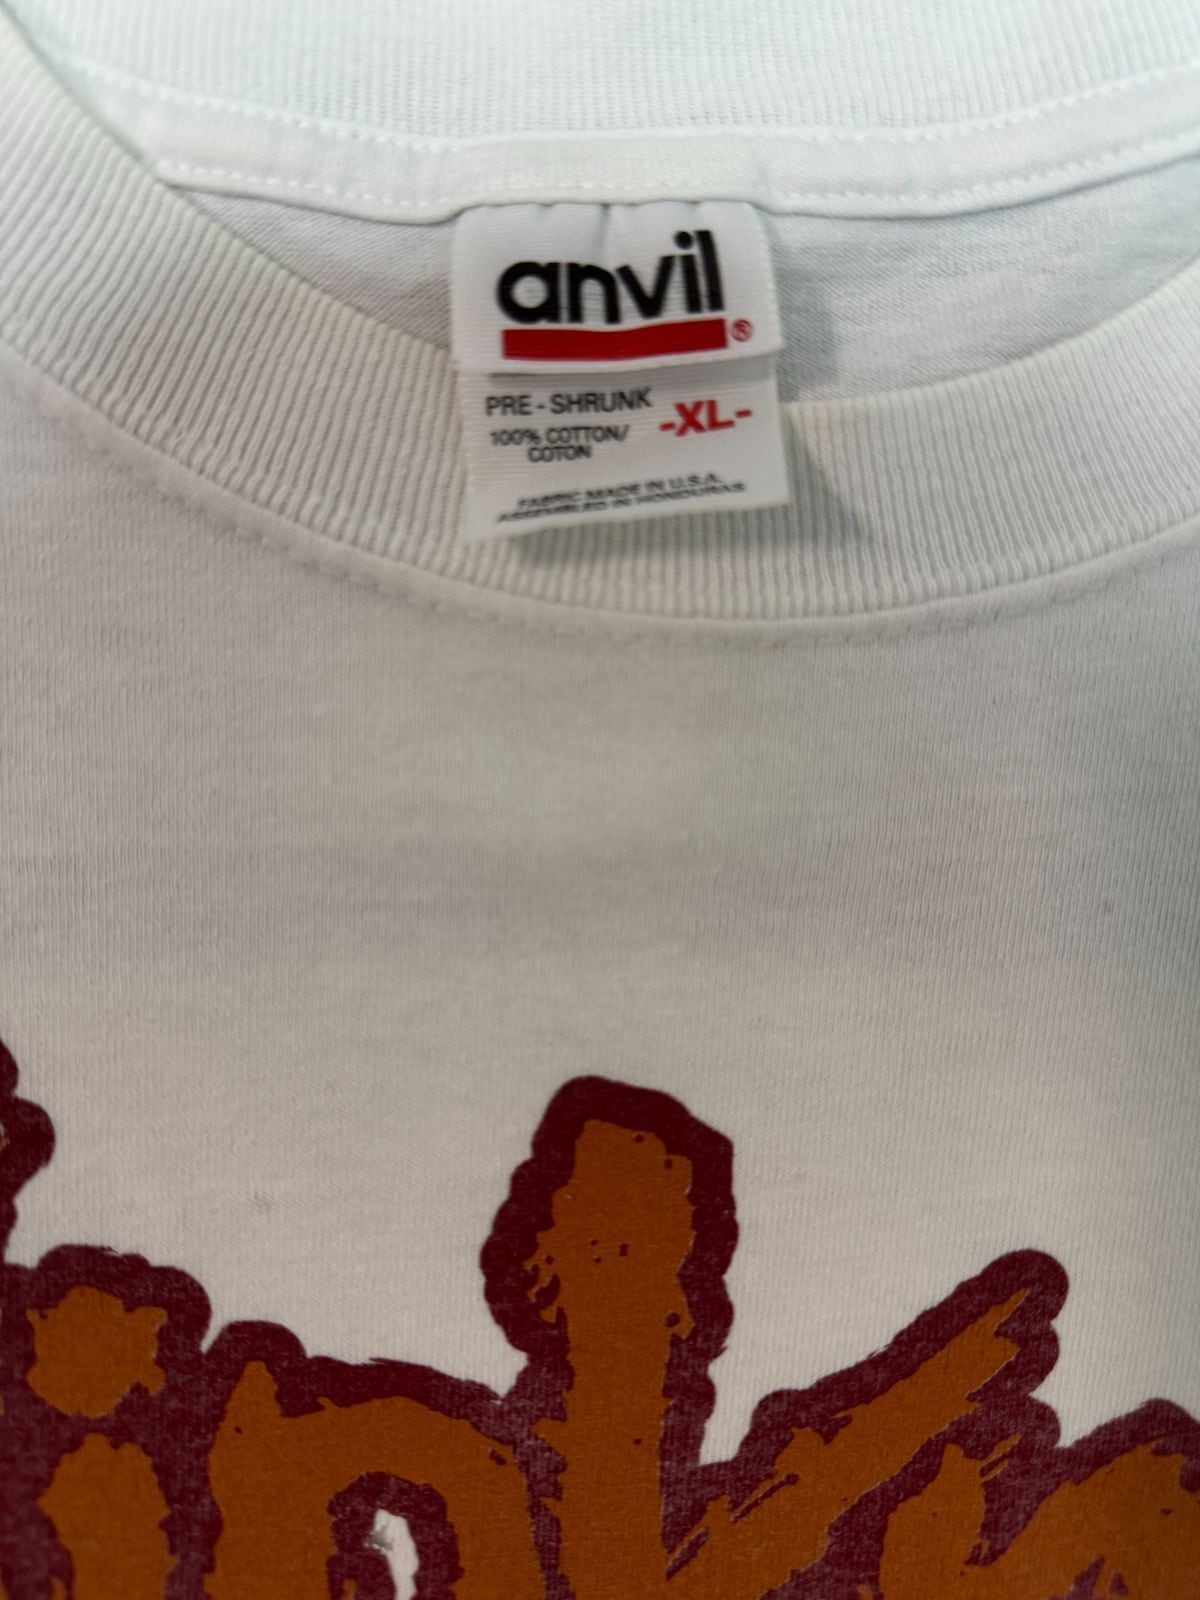 anvil®
PRE-SHRUNK -XL-
100% COTTON/
COTON
FABRIC MADE IN U.S.A.
ASSEMBLED IN HONDURAS